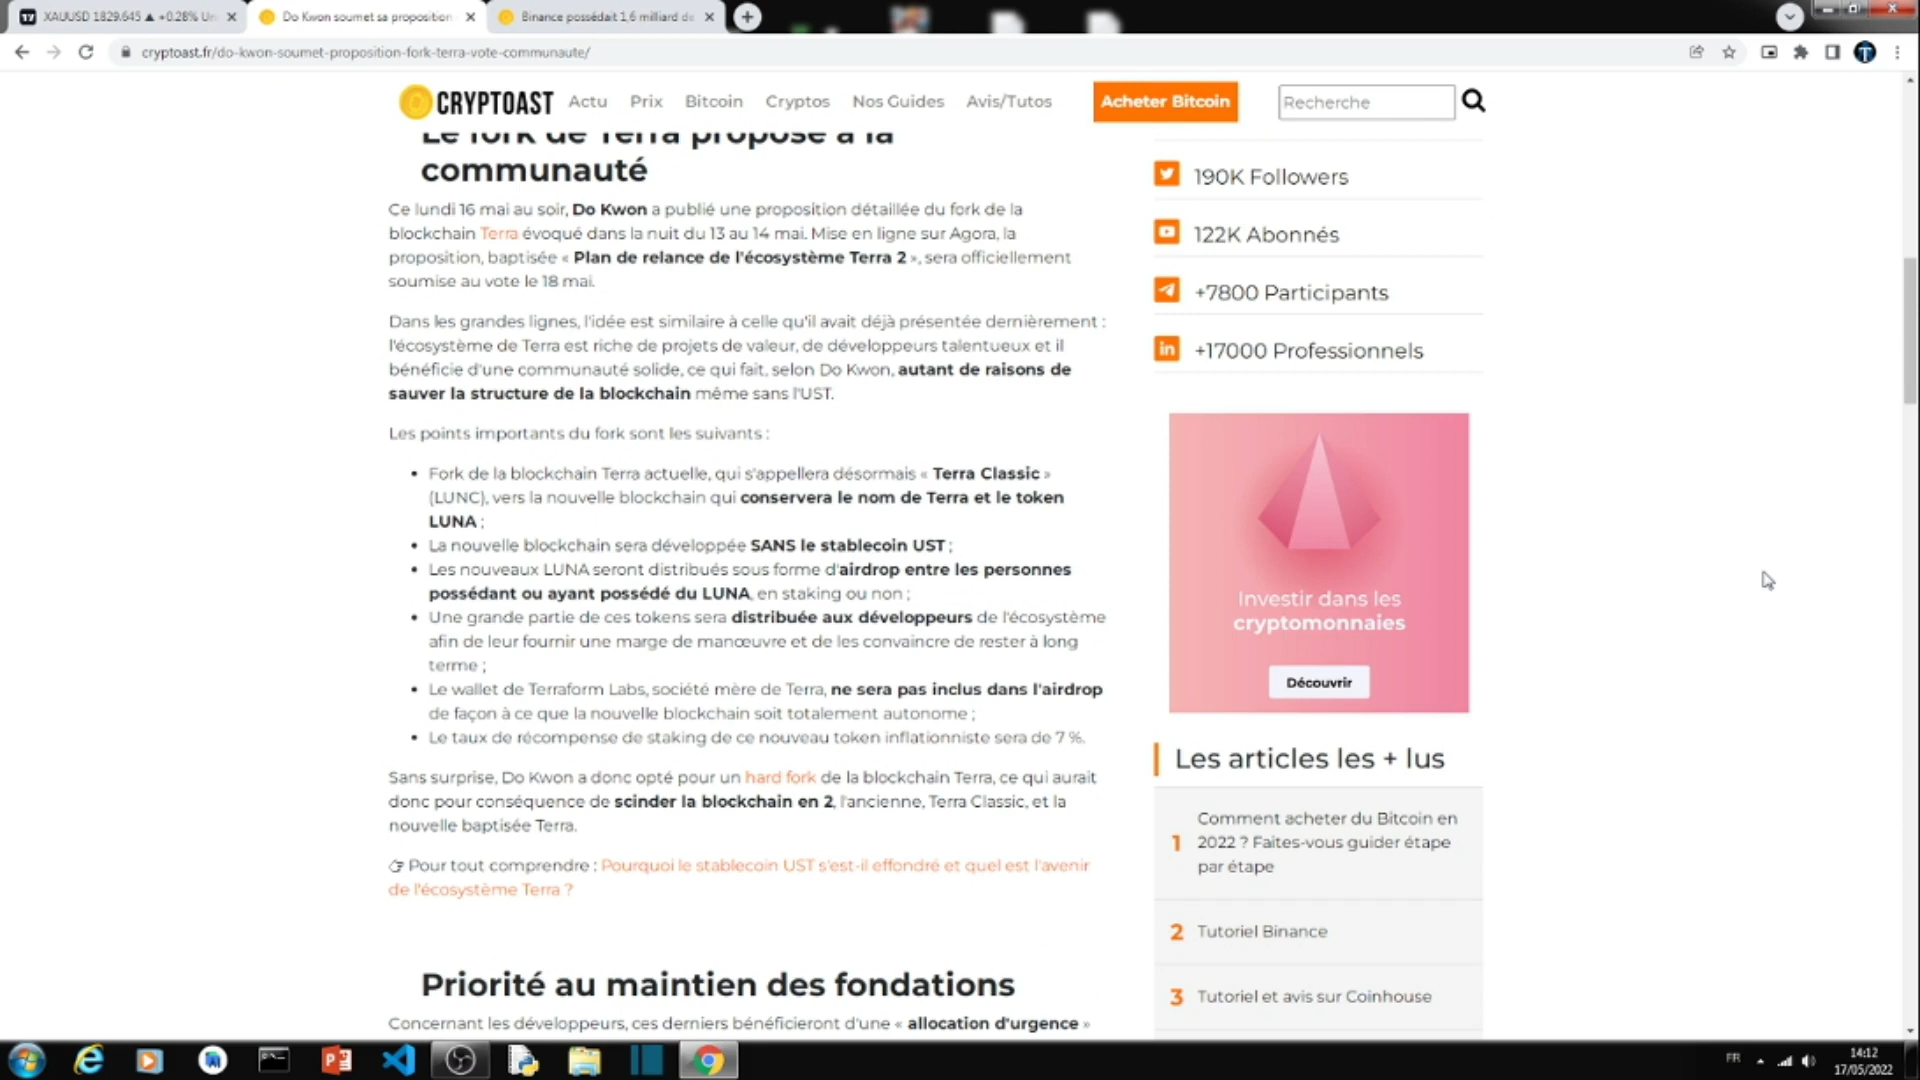 XAUUSD 1829.645 ▲ +0.28% Un
Do Kwon soumet sa proposition
Binance possédait 1,6 milliard de
cryptoast.fr/do-kwon-soumet-proposition-fork-terra-vote-communaute/
CRYPTOAST
Actu
Prix
Bitcoin
Cryptos
Nos Guides
Avis/Tutos
Acheter Bitcoin
Recherche
Le fork de Terra proposé à la
communauté
Ce lundi 16 mai au soir, Do Kwon a publié une proposition détaillée du fork de la
blockchain Terra évoqué dans la nuit du 13 au 14 mai. Mise en ligne sur Agora, la
proposition, baptisée « Plan de relance de l'écosystème Terra 2 », sera officiellement
soumise au vote le 18 mai.
Dans les grandes lignes, l'idée est similaire à celle qu'il avait déjà présentée dernièrement :
l'écosystème de Terra est riche de projets de valeur, de développeurs talentueux et il
bénéficie d'une communauté solide, ce qui fait, selon Do Kwon, autant de raisons de
sauver la structure de la blockchain même sans l'UST.
Les points importants du fork sont les suivants :
• Fork de la blockchain Terra actuelle, qui s'appellera désormais « Terra Classic »
(LUNC), vers la nouvelle blockchain qui conservera le nom de Terra et le token
LUNA ;
• La nouvelle blockchain sera développée SANS le stablecoin UST ;
• Les nouveaux LUNA seront distribués sous forme d'airdrop entre les personnes
possédant ou ayant possédé du LUNA, en staking ou non ;
• Une grande partie de ces tokens sera distribuée aux développeurs de l'écosystème
afin de leur fournir une marge de manœuvre et de les convaincre de rester à long
terme ;
• Le wallet de Terraform Labs, société mère de Terra, ne sera pas inclus dans l'airdrop
de façon à ce que la nouvelle blockchain soit totalement autonome ;
• Le taux de récompense de staking de ce nouveau token inflationniste sera de 7 %.
Sans surprise, Do Kwon a donc opté pour un hard fork de la blockchain Terra, ce qui aurait
donc pour conséquence de scinder la blockchain en 2, l'ancienne, Terra Classic, et la
nouvelle baptisée Terra.
👉 Pour tout comprendre : Pourquoi le stablecoin UST s'est-il effondré et quel est l'avenir
de l'écosystème Terra ?
Priorité au maintien des fondations
Concernant les développeurs, ces derniers bénéficieront d'une « allocation d'urgence »
190K Followers
122K Abonnés
+7800 Participants
+17000 Professionnels
Investir dans les
cryptomonnaies
Découvrir
Les articles les + lus
1 Comment acheter du Bitcoin en
2022 ? Faites-vous guider étape
par étape
2 Tutoriel Binance
3 Tutoriel et avis sur Coinhouse
FR
14:12
17/05/2022